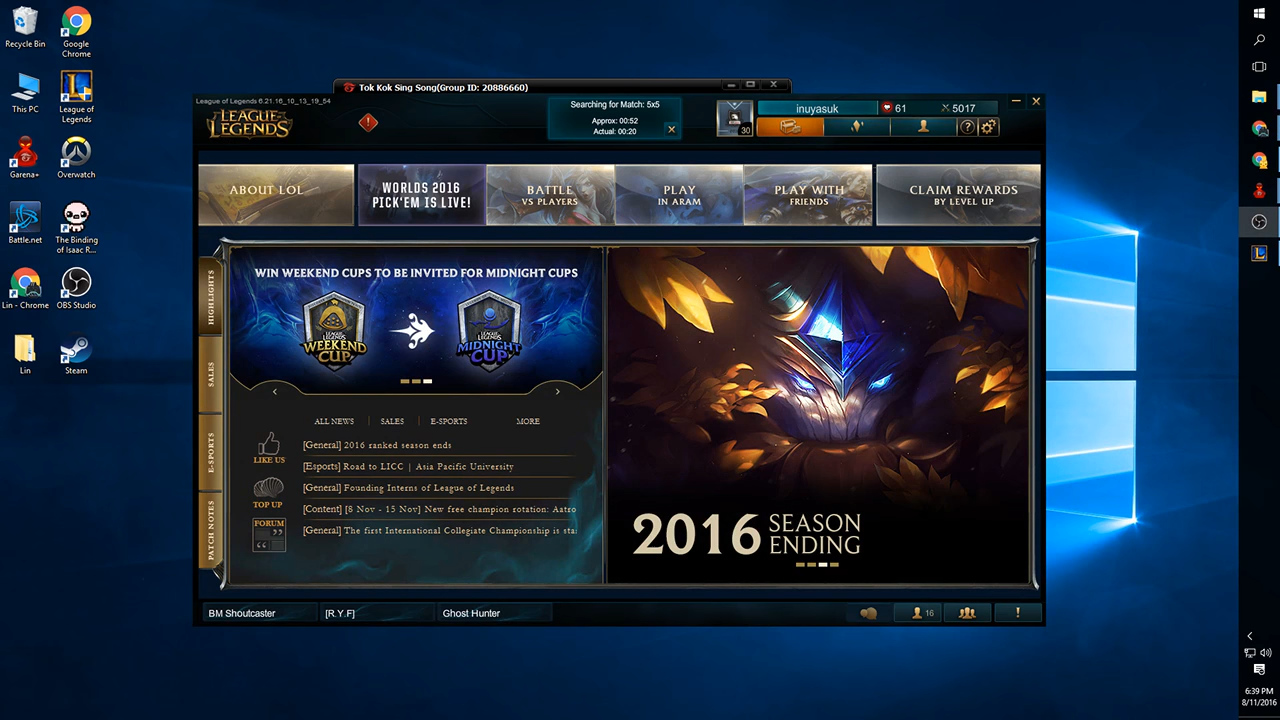 Recycle Bin
Google
Chrome
This PC
League of
Legends
Garena+
Overwatch
Battle.net
The Binding
of Isaac R...
Lin - Chrome
OBS Studio
Lin
Steam
Tok Kok Sing Song(Group ID: 20886660)
League of Legends 6.21.16_10_13_19_54
LEAGUE of
LEGENDS
Searching for Match: 5x5
Approx: 00:52
Actual: 00:20
30
inuyasuk
61
5017
ABOUT LOL
WORLDS 2016
PICK'EM IS LIVE!
BATTLE
VS PLAYERS
PLAY
IN ARAM
PLAY WITH
FRIENDS
CLAIM REWARDS
BY LEVEL UP
HIGHLIGHTS
SALES
E-SPORTS
PATCH NOTES
WIN WEEKEND CUPS TO BE INVITED FOR MIDNIGHT CUPS
LEAGUE
LEGENDS
WEEKEND
CUP
LEAGUE
LEGENDS
MIDNIGHT
CUP
ALL NEWS
SALES
E-SPORTS
MORE
LIKE US
TOP UP
FORUM
[General] 2016 ranked season ends
[Esports] Road to LICC | Asia Pacific University
[General] Founding Interns of League of Legends
[Content] [8 Nov - 15 Nov] New free champion rotation: Aatro
[General] The first International Collegiate Championship is sta
2016 SEASON
ENDING
BM Shoutcaster
[R.Y.F]
Ghost Hunter
16
6:39 PM
8/11/2016